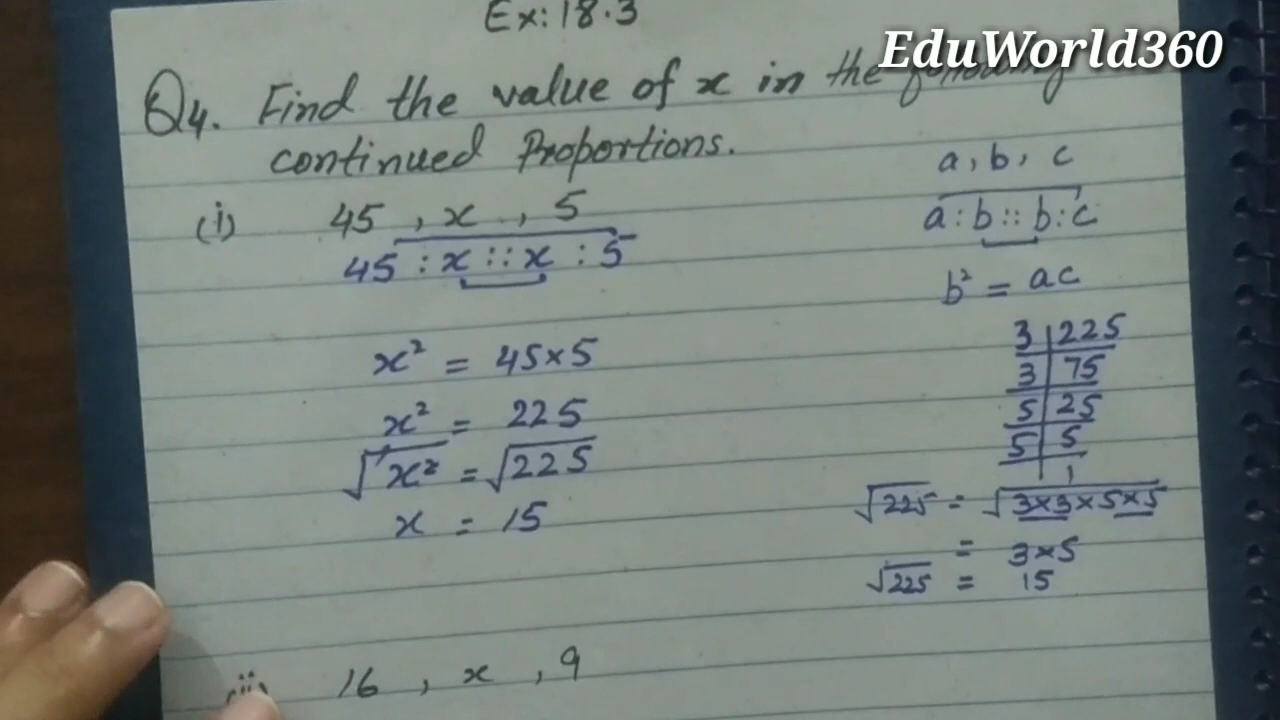 Ex: 18.3
EduWorld360
Q4. Find the value of x in the following
continued Proportions.
(i) 45 , x , 5
45 : x :: x : 5
x² = 45×5
x² = 225
√x² = √225
x = 15
a, b, c
a : b :: b : c
b² = ac
3 | 225
3 | 75
5 | 25
5 | 5
1
√225 = √3×3×5×5
= 3×5
√225 = 15
(ii) 16 , x , 9